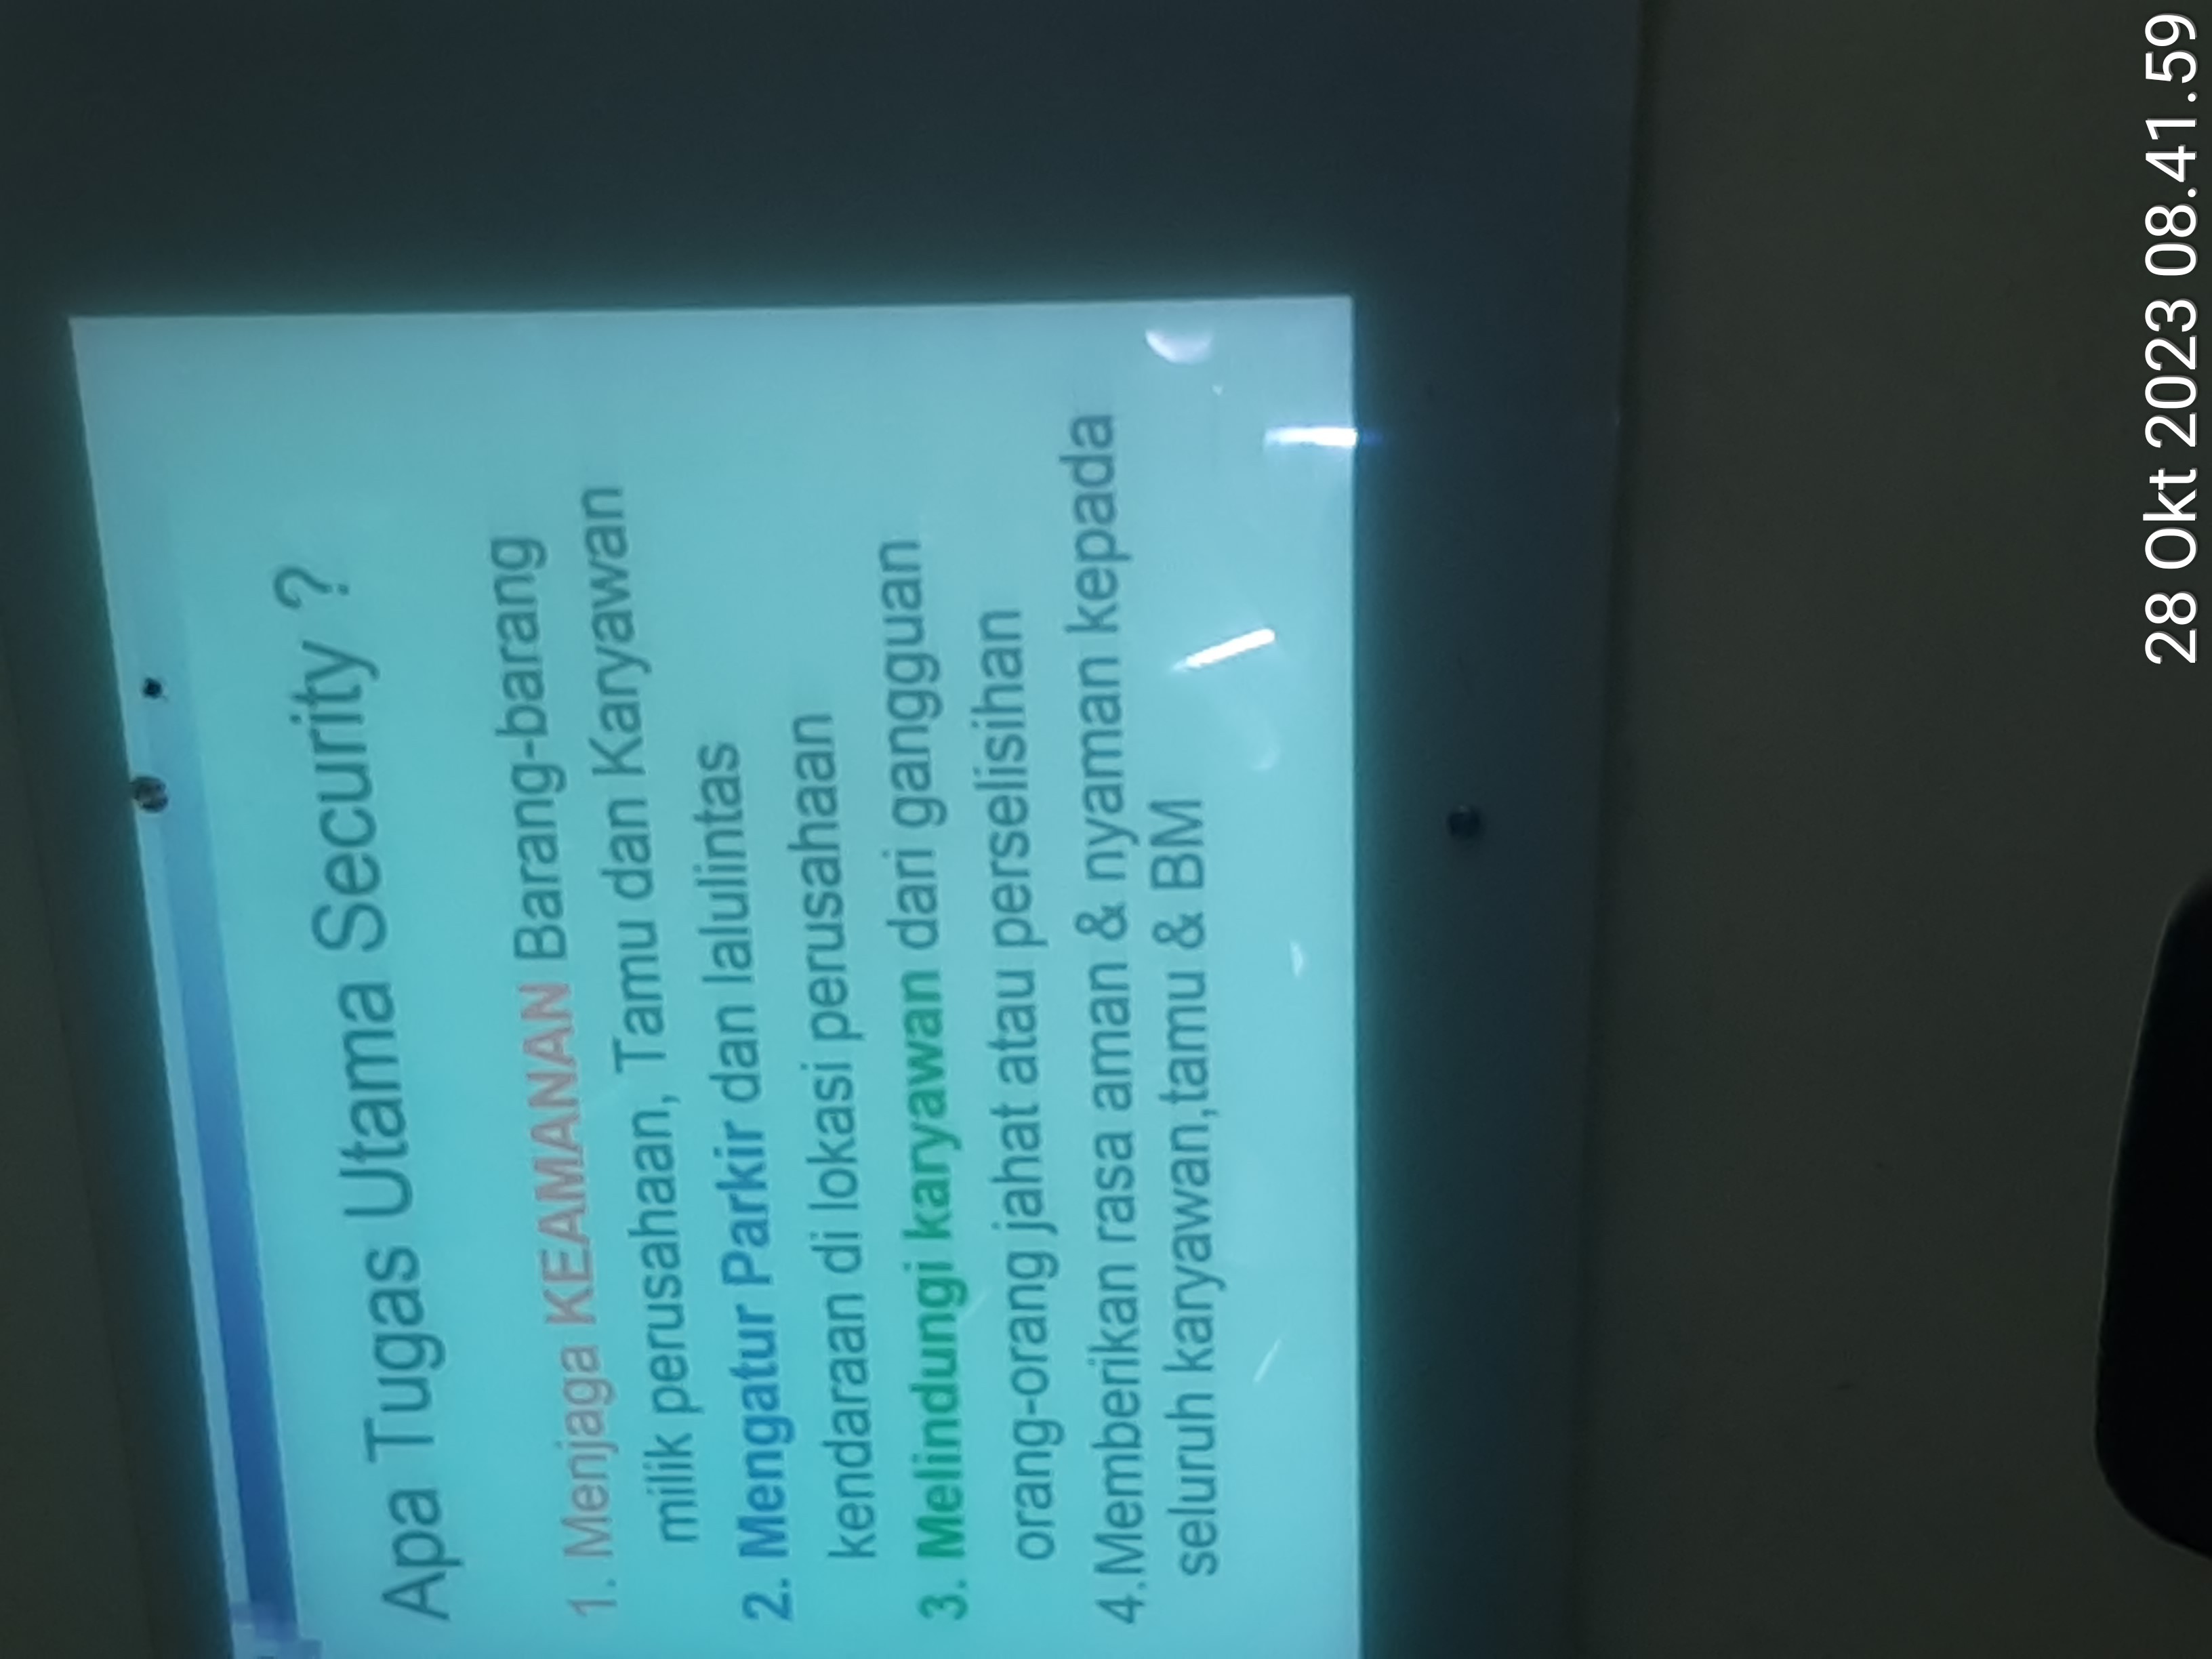 Apa Tugas Utama Security ?
1. Menjaga KEAMANAN Barang-barang
milik perusahaan, Tamu dan Karyawan
2. Mengatur Parkir dan lalulintas
kendaraan di lokasi perusahaan
3. Melindungi karyawan dari gangguan
orang-orang jahat atau perselisihan
4.Memberikan rasa aman & nyaman kepada
seluruh karyawan,tamu & BM
28 Okt 2023 08.41.59